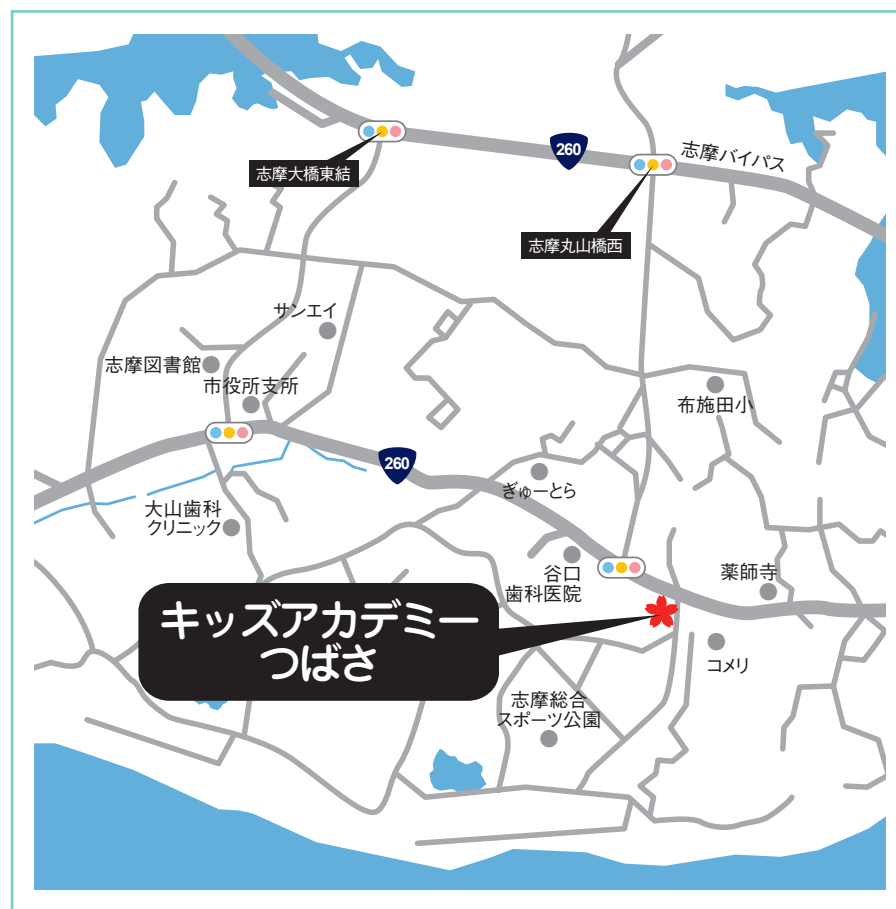 260
志摩バイパス
志摩大橋東結
志摩丸山橋西
サンエイ
志摩図書館
市役所支所
布施田小
260
ぎゅーとら
大山歯科
クリニック
谷口
歯科医院
薬師寺
キッズアカデミー
つばさ
コメリ
志摩総合
スポーツ公園